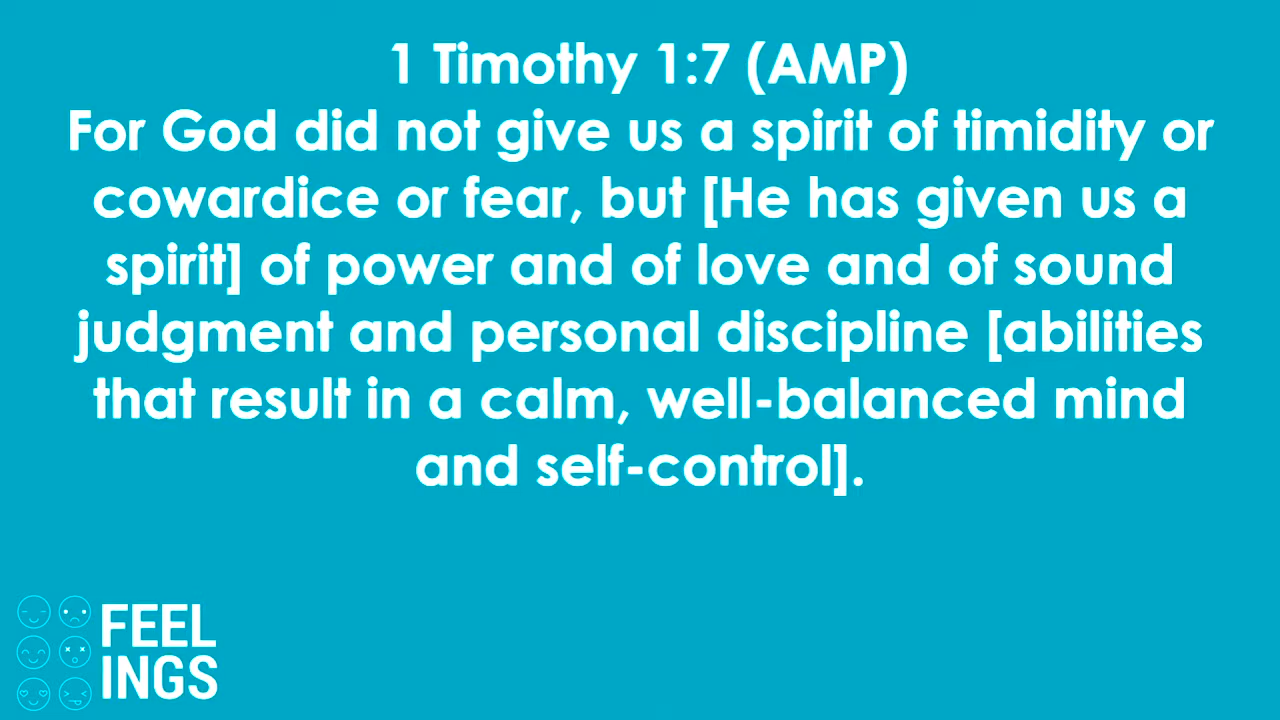 1 Timothy 1:7 (AMP)
For God did not give us a spirit of timidity or
cowardice or fear, but [He has given us a
spirit] of power and of love and of sound
judgment and personal discipline [abilities
that result in a calm, well-balanced mind
and self-control].
FEEL
INGS